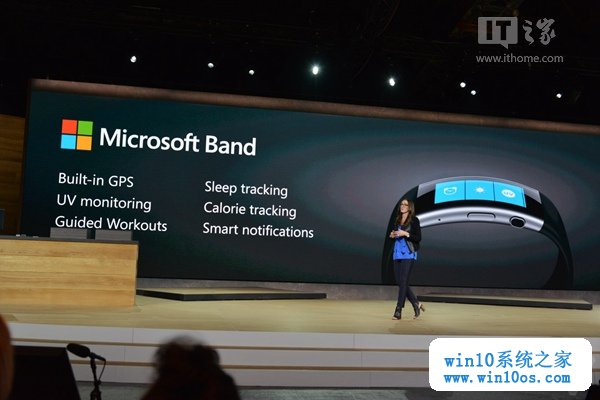 IT之家
www.ithome.com
Microsoft Band
Built-in GPS
UV monitoring
Guided Workouts
Sleep tracking
Calorie tracking
Smart notifications
UV
win10系统之家
www.win10os.com